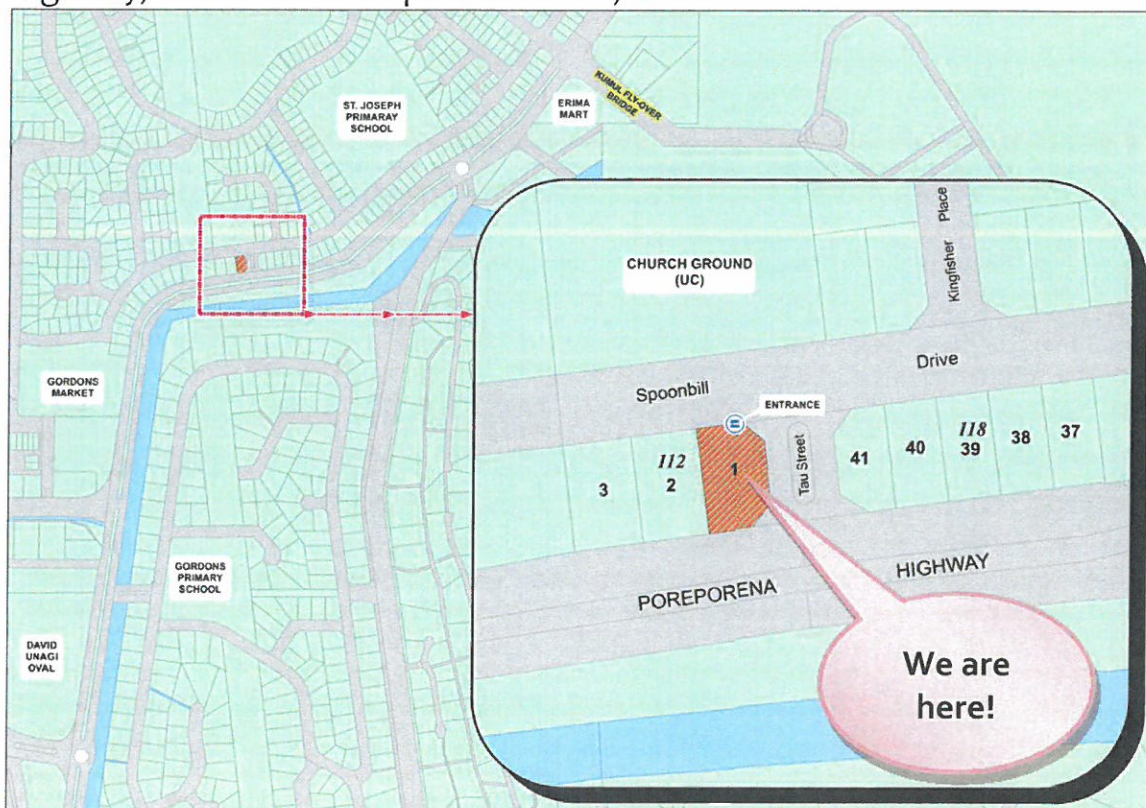 ST. JOSEPH
PRIMARAY
SCHOOL
ERIMA
MART
KUMUL FLY-OVER
BRIDGE
GORDONS
MARKET
GORDONS
PRIMARY
SCHOOL
DAVID
UNAGI
OVAL
CHURCH GROUND
(UC)
Kingfisher Place
Spoonbill Drive
ENTRANCE
112
3
2
1
Tau Street
118
41
40
39
38
37
POREPORENA HIGHWAY
We are
here!